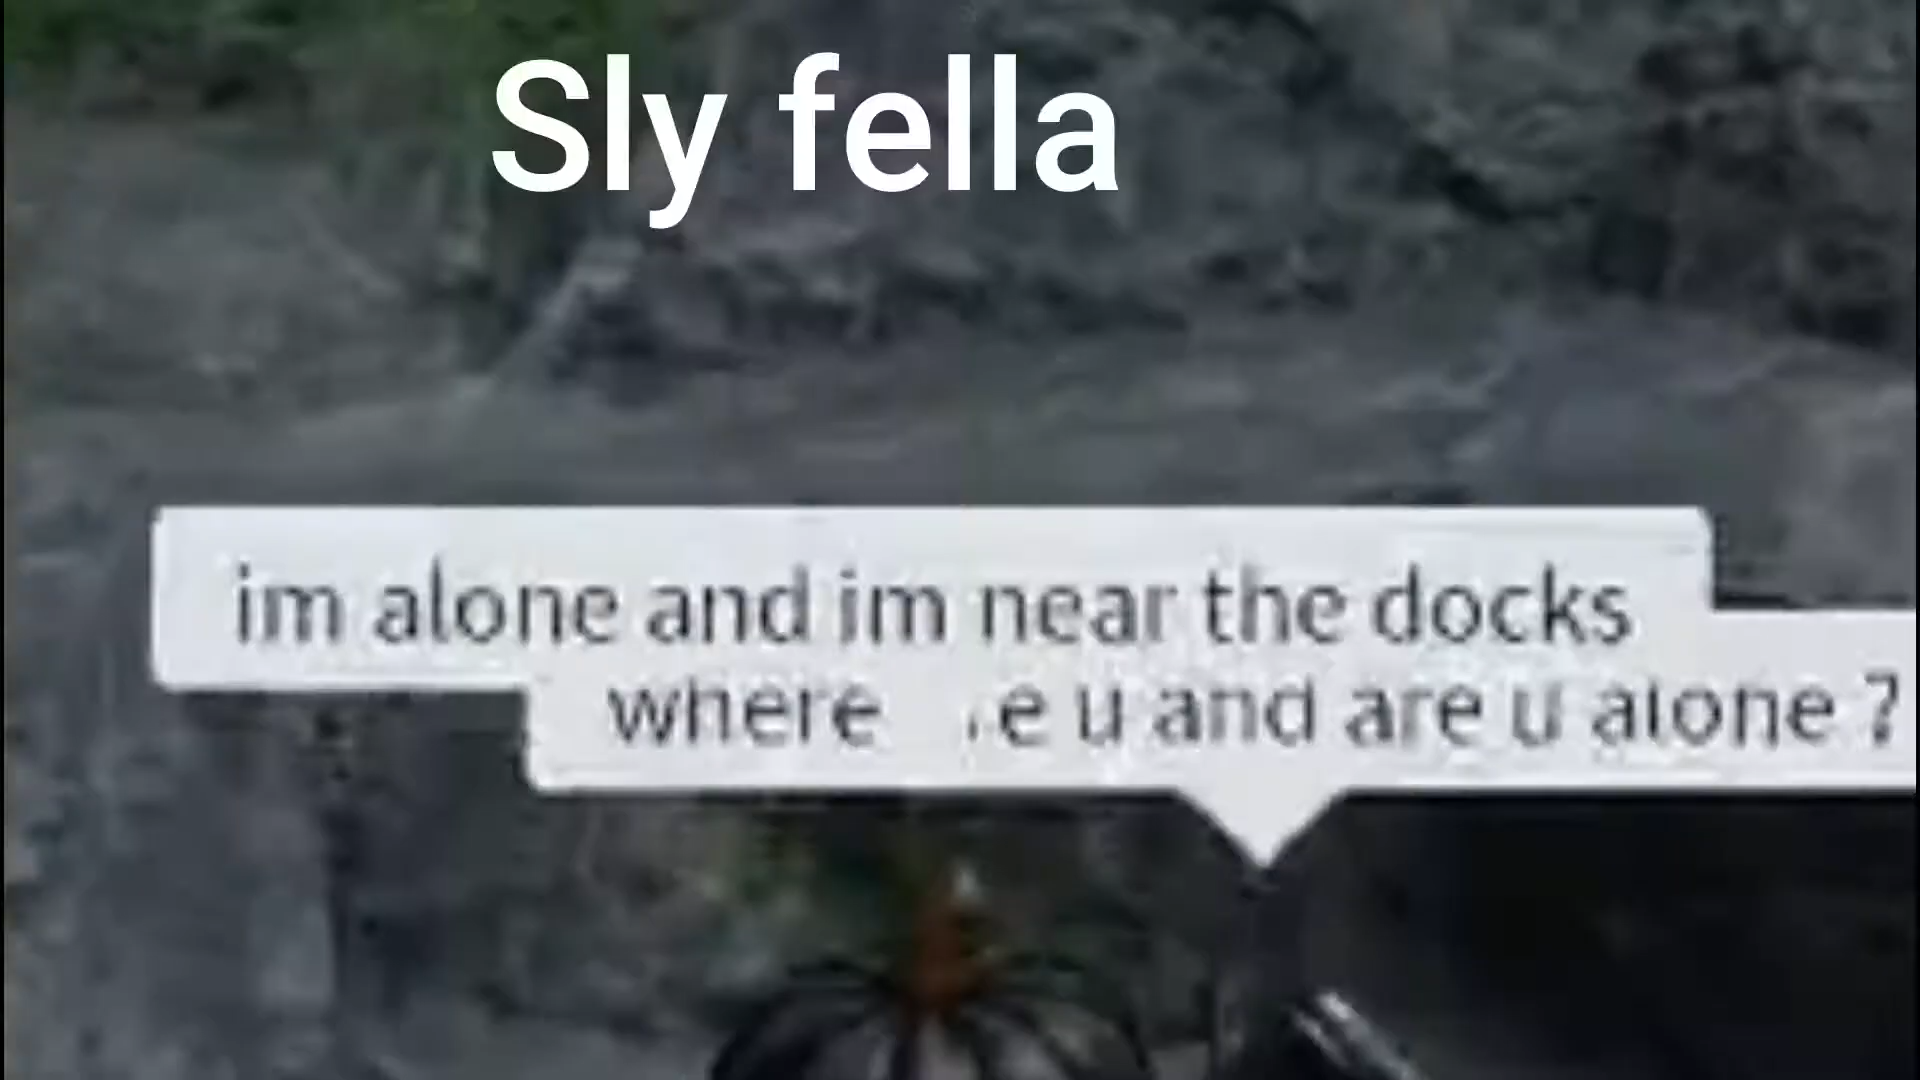 Sly fella
im alone and im near the docks
where e u and are u alone ?